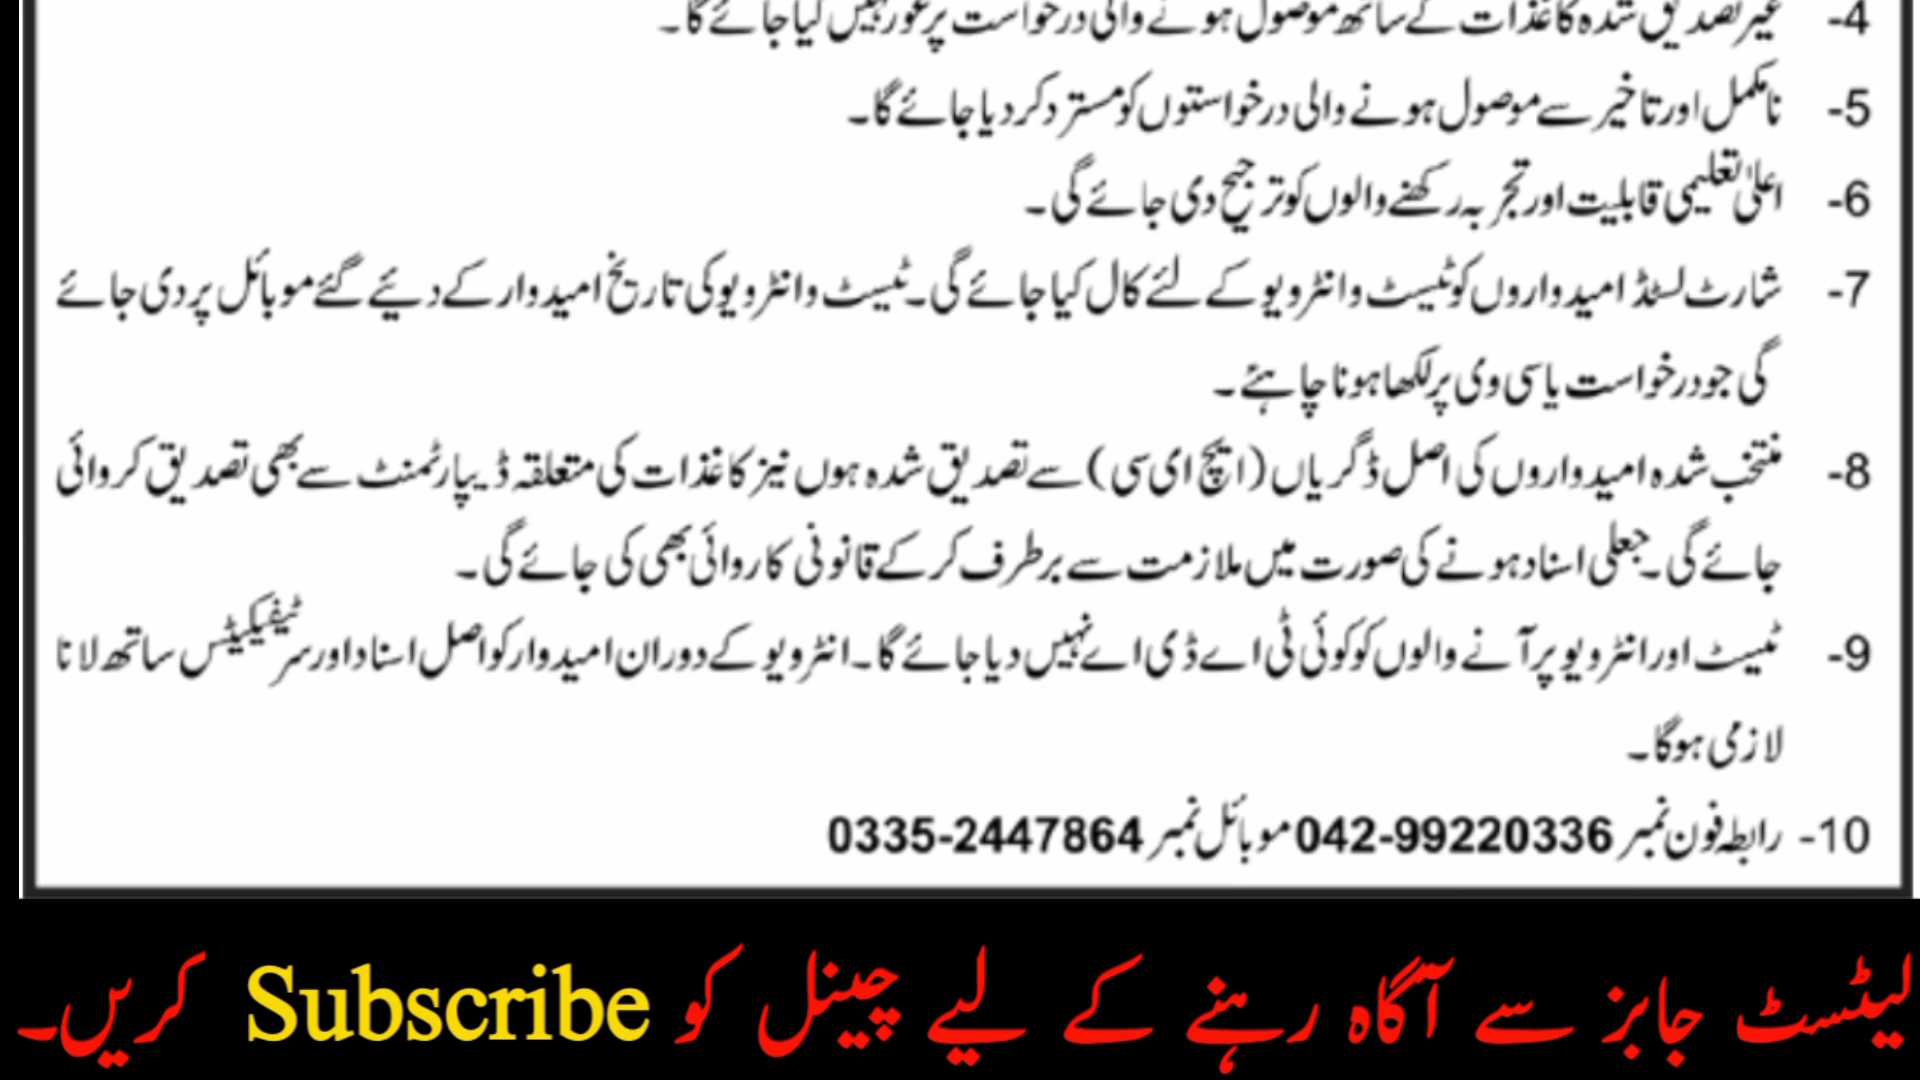 4- غیر تصدیق شدہ کاغذات کے ساتھ موصول ہونے والی درخواست پر غور نہیں کیا جائے گا۔
5- نامکمل اور تاخیر سے موصول ہونے والی درخواستوں کو مسترد کر دیا جائے گا۔
6- اعلیٰ تعلیمی قابلیت اور تجربہ رکھنے والوں کو ترجیح دی جائے گی۔
7- شارٹ لسٹڈ امیدواروں کو ٹیسٹ و انٹرویو کے لئے کال کیا جائے گی۔ ٹیسٹ و انٹرویو کی تاریخ امیدوار کے دئیے گئے موبائل پر دی جائے
گی جو درخواست یا سی وی پر لکھا ہونا چاہئے۔
8- منتخب شدہ امیدواروں کی اصل ڈگریاں (ایچ ای سی) سے تصدیق شدہ ہوں نیز کاغذات کی متعلقہ ڈیپارٹمنٹ سے بھی تصدیق کروائی
جائے گی۔ جعلی اسناد ہونے کی صورت میں ملازمت سے برطرف کر کے قانونی کاروائی بھی کی جائے گی۔
9- ٹیسٹ اور انٹرویو پر آنے والوں کو کوئی ٹی اے ڈی اے نہیں دیا جائے گا۔ انٹرویو کے دوران امیدوار کو اصل اسناد اور سرٹیفیکیٹس ساتھ لانا
لازمی ہوگا۔
10- رابطہ فون نمبر 042-99220336 موبائل نمبر 0335-2447864
لیٹسٹ جابز سے آگاہ رہنے کے لیے چینل کو Subscribe کریں۔